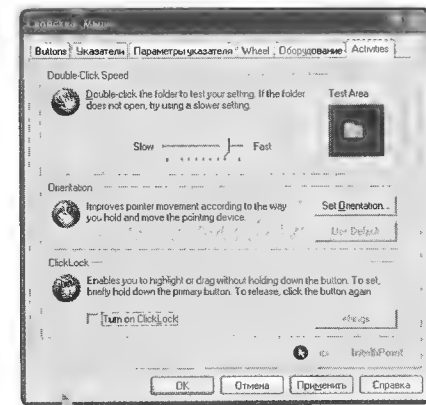 Buttons Указатели Параметры указателя Wheel Оборудование Activities
Double-Click Speed
Double-click the folder to test your setting. If the folder
does not open, try using a slower setting.
Test Area
Slow Fast
Orientation
Improves pointer movement according to the way
you hold and move the pointing device.
Set Orientation...
Use Default
ClickLock
Enables you to highlight or drag without holding down the button. To set,
briefly hold down the primary button. To release, click the button again
Turn on ClickLock
IntelliPoint
OK Отмена Применить Справка